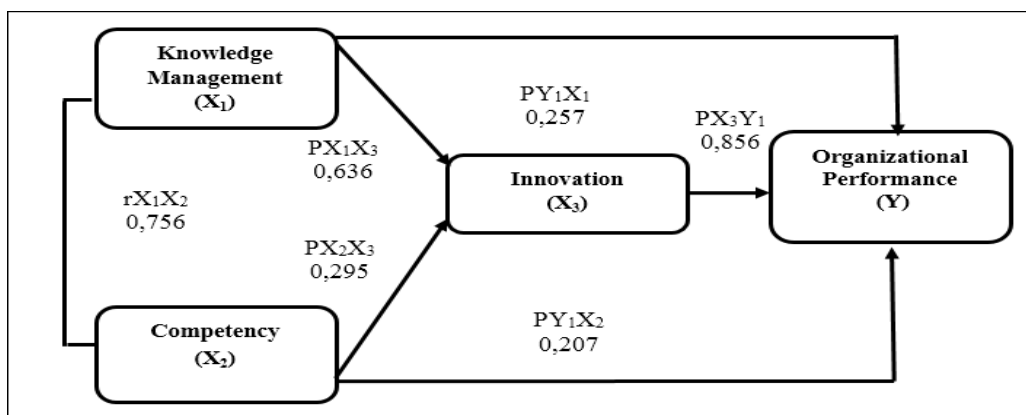 Knowledge
Management
(X₁)
PY₁X₁
0,257
PX₃Y₁
0,856
PX₁X₃
0,636
Organizational
Performance
(Y)
Innovation
(X₃)
rX₁X₂
0,756
PX₂X₃
0,295
Competency
(X₂)
PY₁X₂
0,207